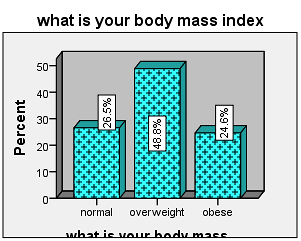 what is your body mass index
Percent
50
40
30
20
10
0
26.5%
48.8%
24.6%
normal overweight obese
what is your body mass